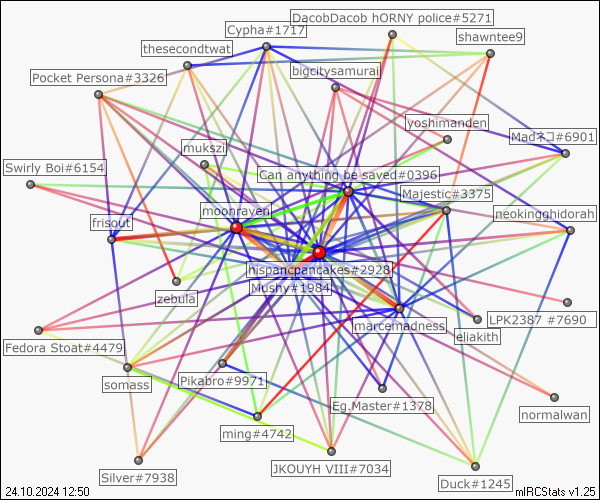 DacobDacob hORNY police#5271
Cypha#1717
shawntee9
thesecondtwat
bigcitysamurai
Pocket Persona#3326
yoshimanden
Madネコ#6901
mukszi
Swirly Boi#6154
Can anything be saved#0396
Majestic#3375
moonraven
neokingghidorah
frisout
hispancpancakes#2928
Mushy#1984
zebula
LPK2387 #7690
marcemadness
eliakith
Fedora Stoat#4479
somass
Pikabro#9971
Eg.Master#1378
normalwan
ming#4742
JKOUYH VIII#7034
Silver#7938
Duck#1245
24.10.2024 12:50
mIRCStats v1.25